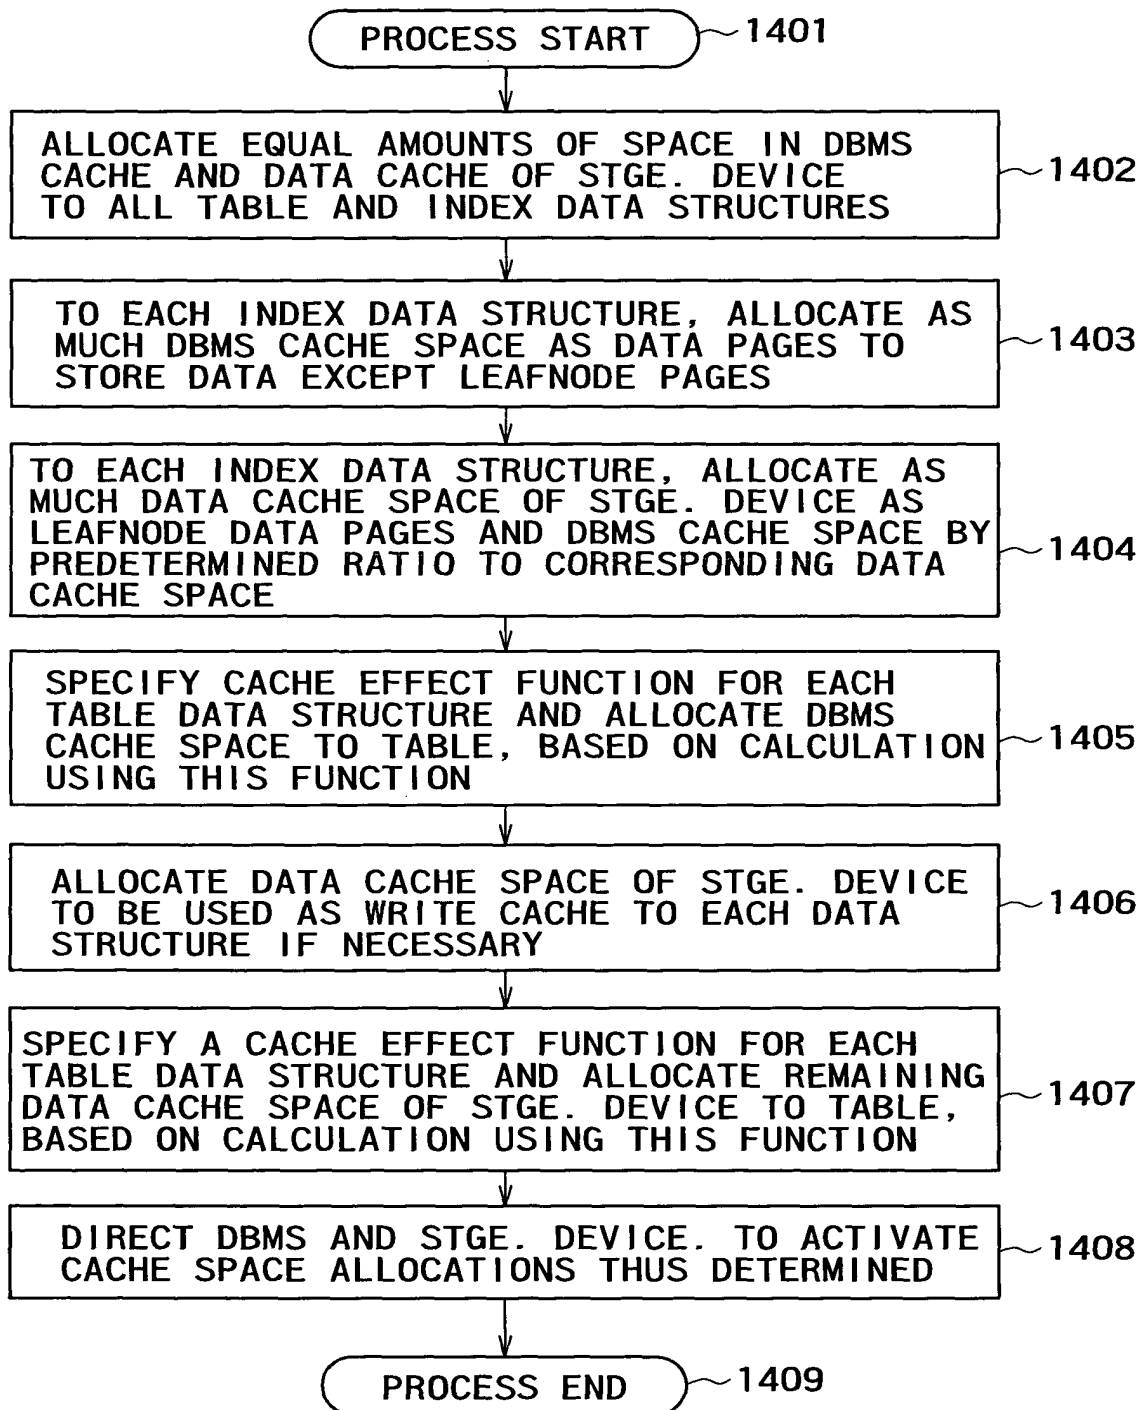 PROCESS START
1401
ALLOCATE EQUAL AMOUNTS OF SPACE IN DBMS
CACHE AND DATA CACHE OF STGE. DEVICE
TO ALL TABLE AND INDEX DATA STRUCTURES
1402
TO EACH INDEX DATA STRUCTURE, ALLOCATE AS
MUCH DBMS CACHE SPACE AS DATA PAGES TO
STORE DATA EXCEPT LEAFNODE PAGES
1403
TO EACH INDEX DATA STRUCTURE, ALLOCATE AS
MUCH DATA CACHE SPACE OF STGE. DEVICE AS
LEAFNODE DATA PAGES AND DBMS CACHE SPACE BY
PREDETERMINED RATIO TO CORRESPONDING DATA
CACHE SPACE
1404
SPECIFY CACHE EFFECT FUNCTION FOR EACH
TABLE DATA STRUCTURE AND ALLOCATE DBMS
CACHE SPACE TO TABLE, BASED ON CALCULATION
USING THIS FUNCTION
1405
ALLOCATE DATA CACHE SPACE OF STGE. DEVICE
TO BE USED AS WRITE CACHE TO EACH DATA
STRUCTURE IF NECESSARY
1406
SPECIFY A CACHE EFFECT FUNCTION FOR EACH
TABLE DATA STRUCTURE AND ALLOCATE REMAINING
DATA CACHE SPACE OF STGE. DEVICE TO TABLE,
BASED ON CALCULATION USING THIS FUNCTION
1407
DIRECT DBMS AND STGE. DEVICE. TO ACTIVATE
CACHE SPACE ALLOCATIONS THUS DETERMINED
1408
PROCESS END
1409